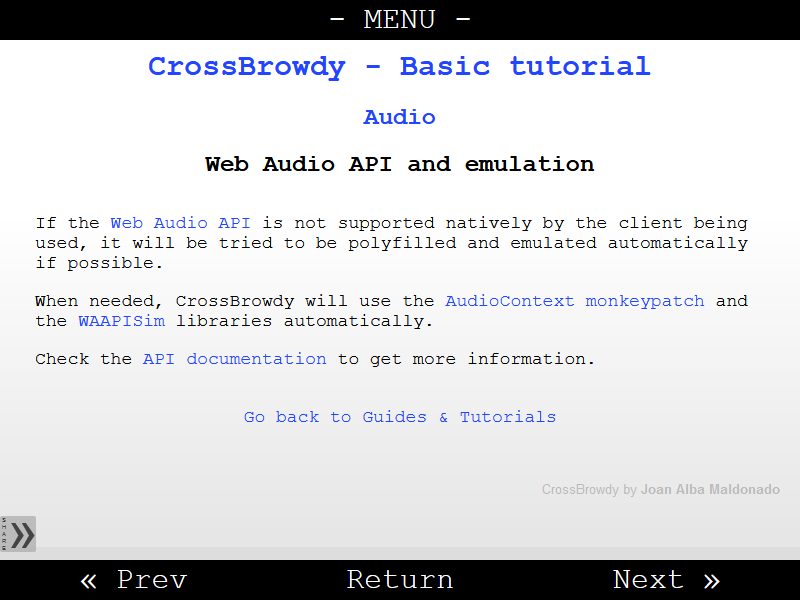 - MENU -
CrossBrowdy - Basic tutorial
Audio
Web Audio API and emulation
If the Web Audio API is not supported natively by the client being
used, it will be tried to be polyfilled and emulated automatically
if possible.
When needed, CrossBrowdy will use the AudioContext monkeypatch and
the WAAPISim libraries automatically.
Check the API documentation to get more information.
Go back to Guides & Tutorials
CrossBrowdy by Joan Alba Maldonado
SHARE »
« Prev Return Next »